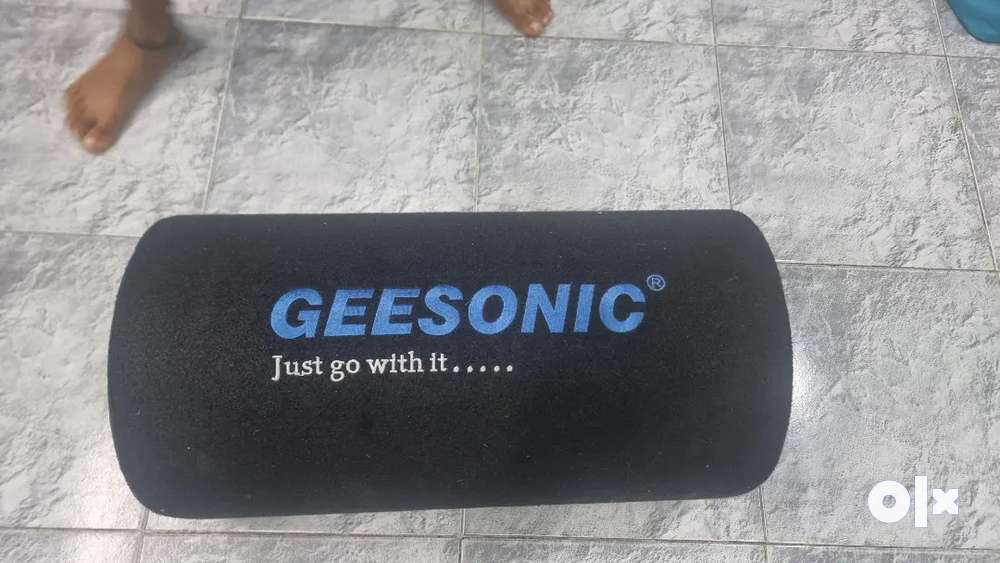 GEESONIC®
Just go with it.....
olx